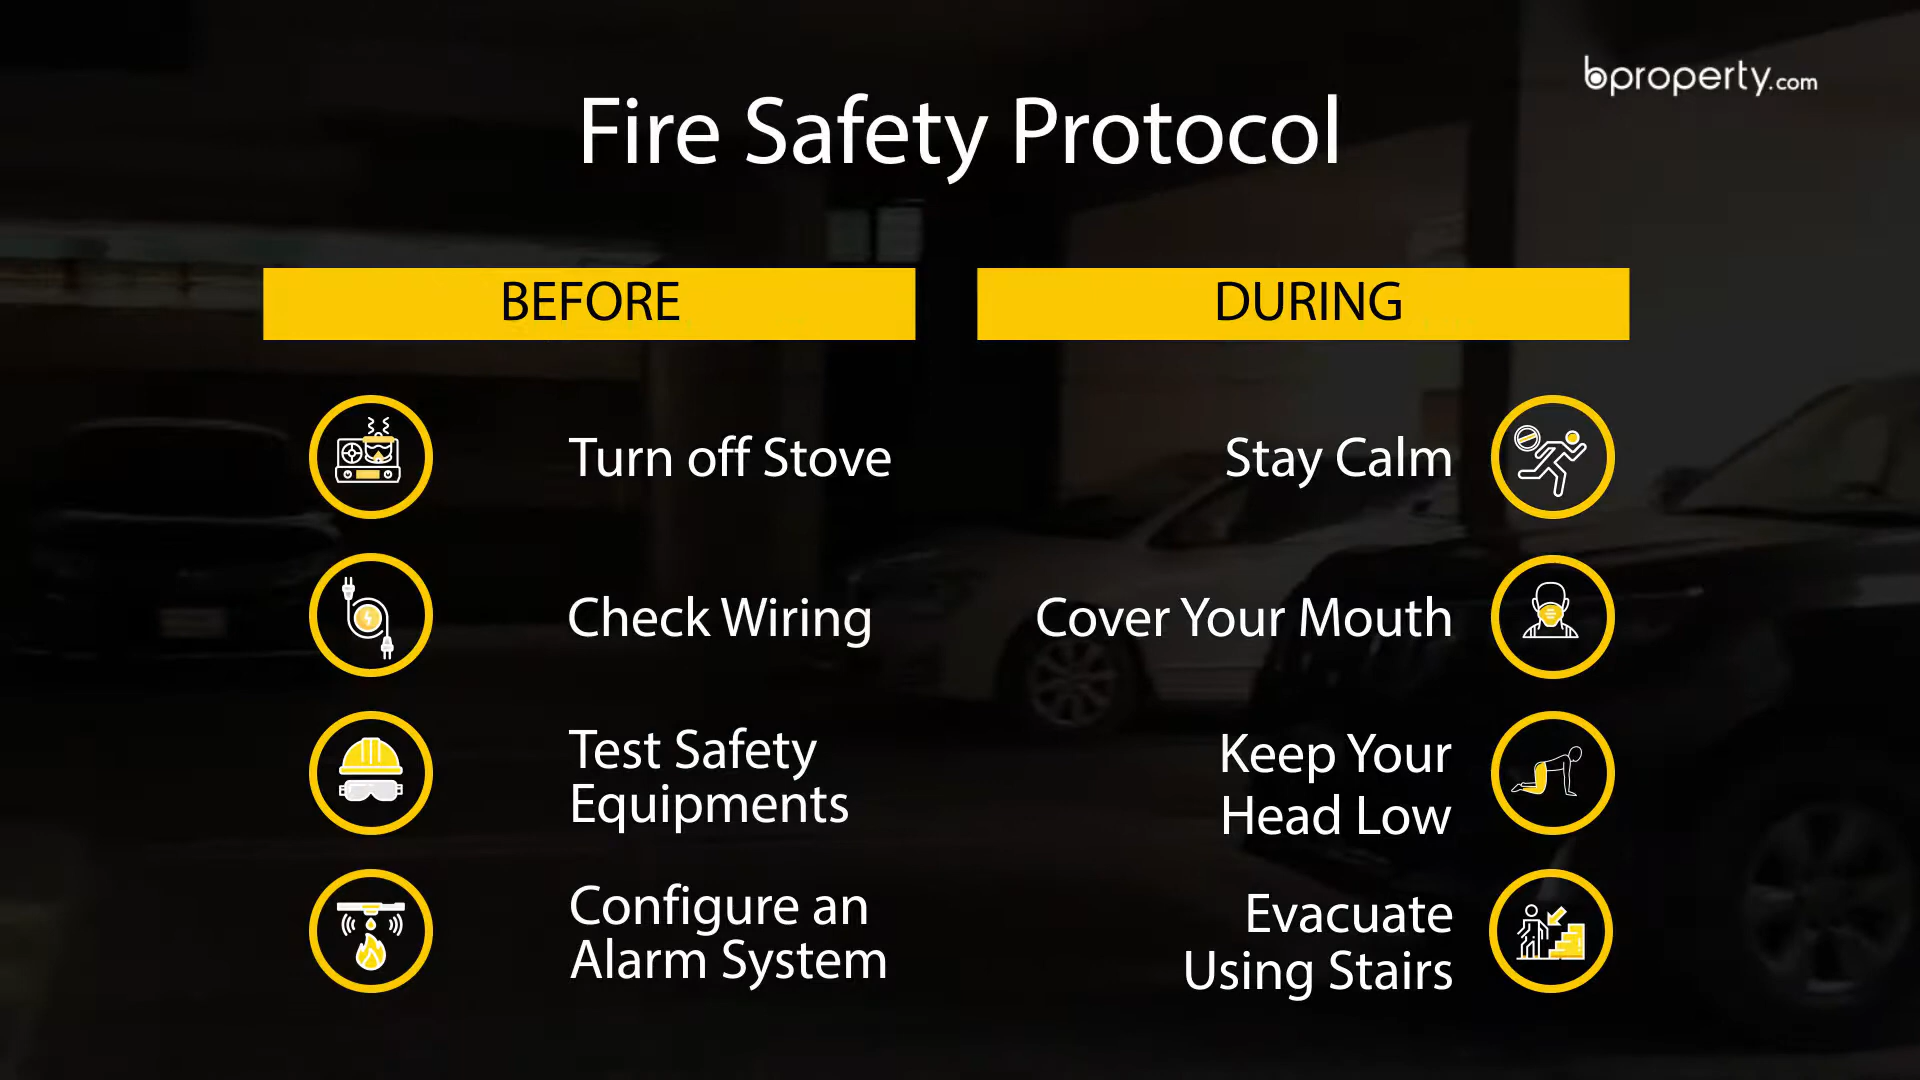 bproperty.com
Fire Safety Protocol
BEFORE
Turn off Stove
Check Wiring
Test Safety
Equipments
Configure an
Alarm System
DURING
Stay Calm
Cover Your Mouth
Keep Your
Head Low
Evacuate
Using Stairs